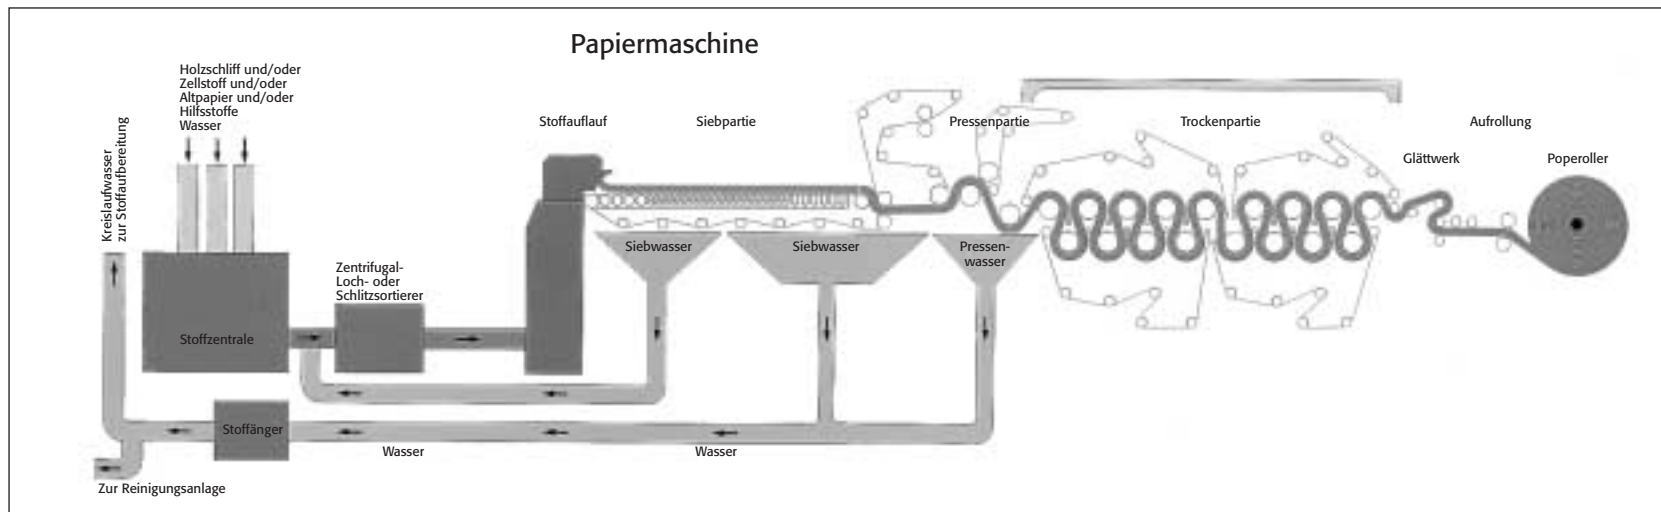 Papiermaschine
Holzschliff und/oder
Zellstoff und/oder
Altpapier und/oder
Hilfsstoffe
Wasser
Kreislaufwasser
zur Stoffaufbereitung
Stoffauflauf
Siebpartie
Pressenpartie
Trockenpartie
Aufrollung
Glättwerk
Poperoller
Siebwasser
Siebwasser
Pressen-
wasser
Zentrifugal-
Loch- oder
Schlitzsortierer
Stoffzentrale
Stoffänger
Wasser
Wasser
Zur Reinigungsanlage